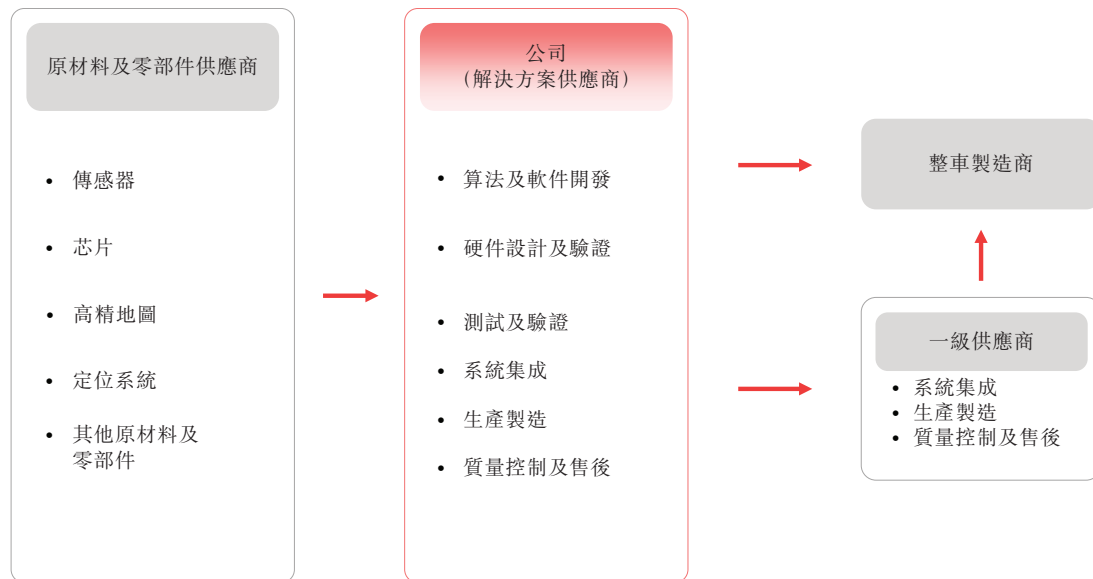 原材料及零部件供應商
• 傳感器
• 芯片
• 高精地圖
• 定位系統
• 其他原材料及
零部件
公司
(解決方案供應商)
• 算法及軟件開發
• 硬件設計及驗證
• 測試及驗證
• 系統集成
• 生產製造
• 質量控制及售後
整車製造商
一級供應商
• 系統集成
• 生產製造
• 質量控制及售後